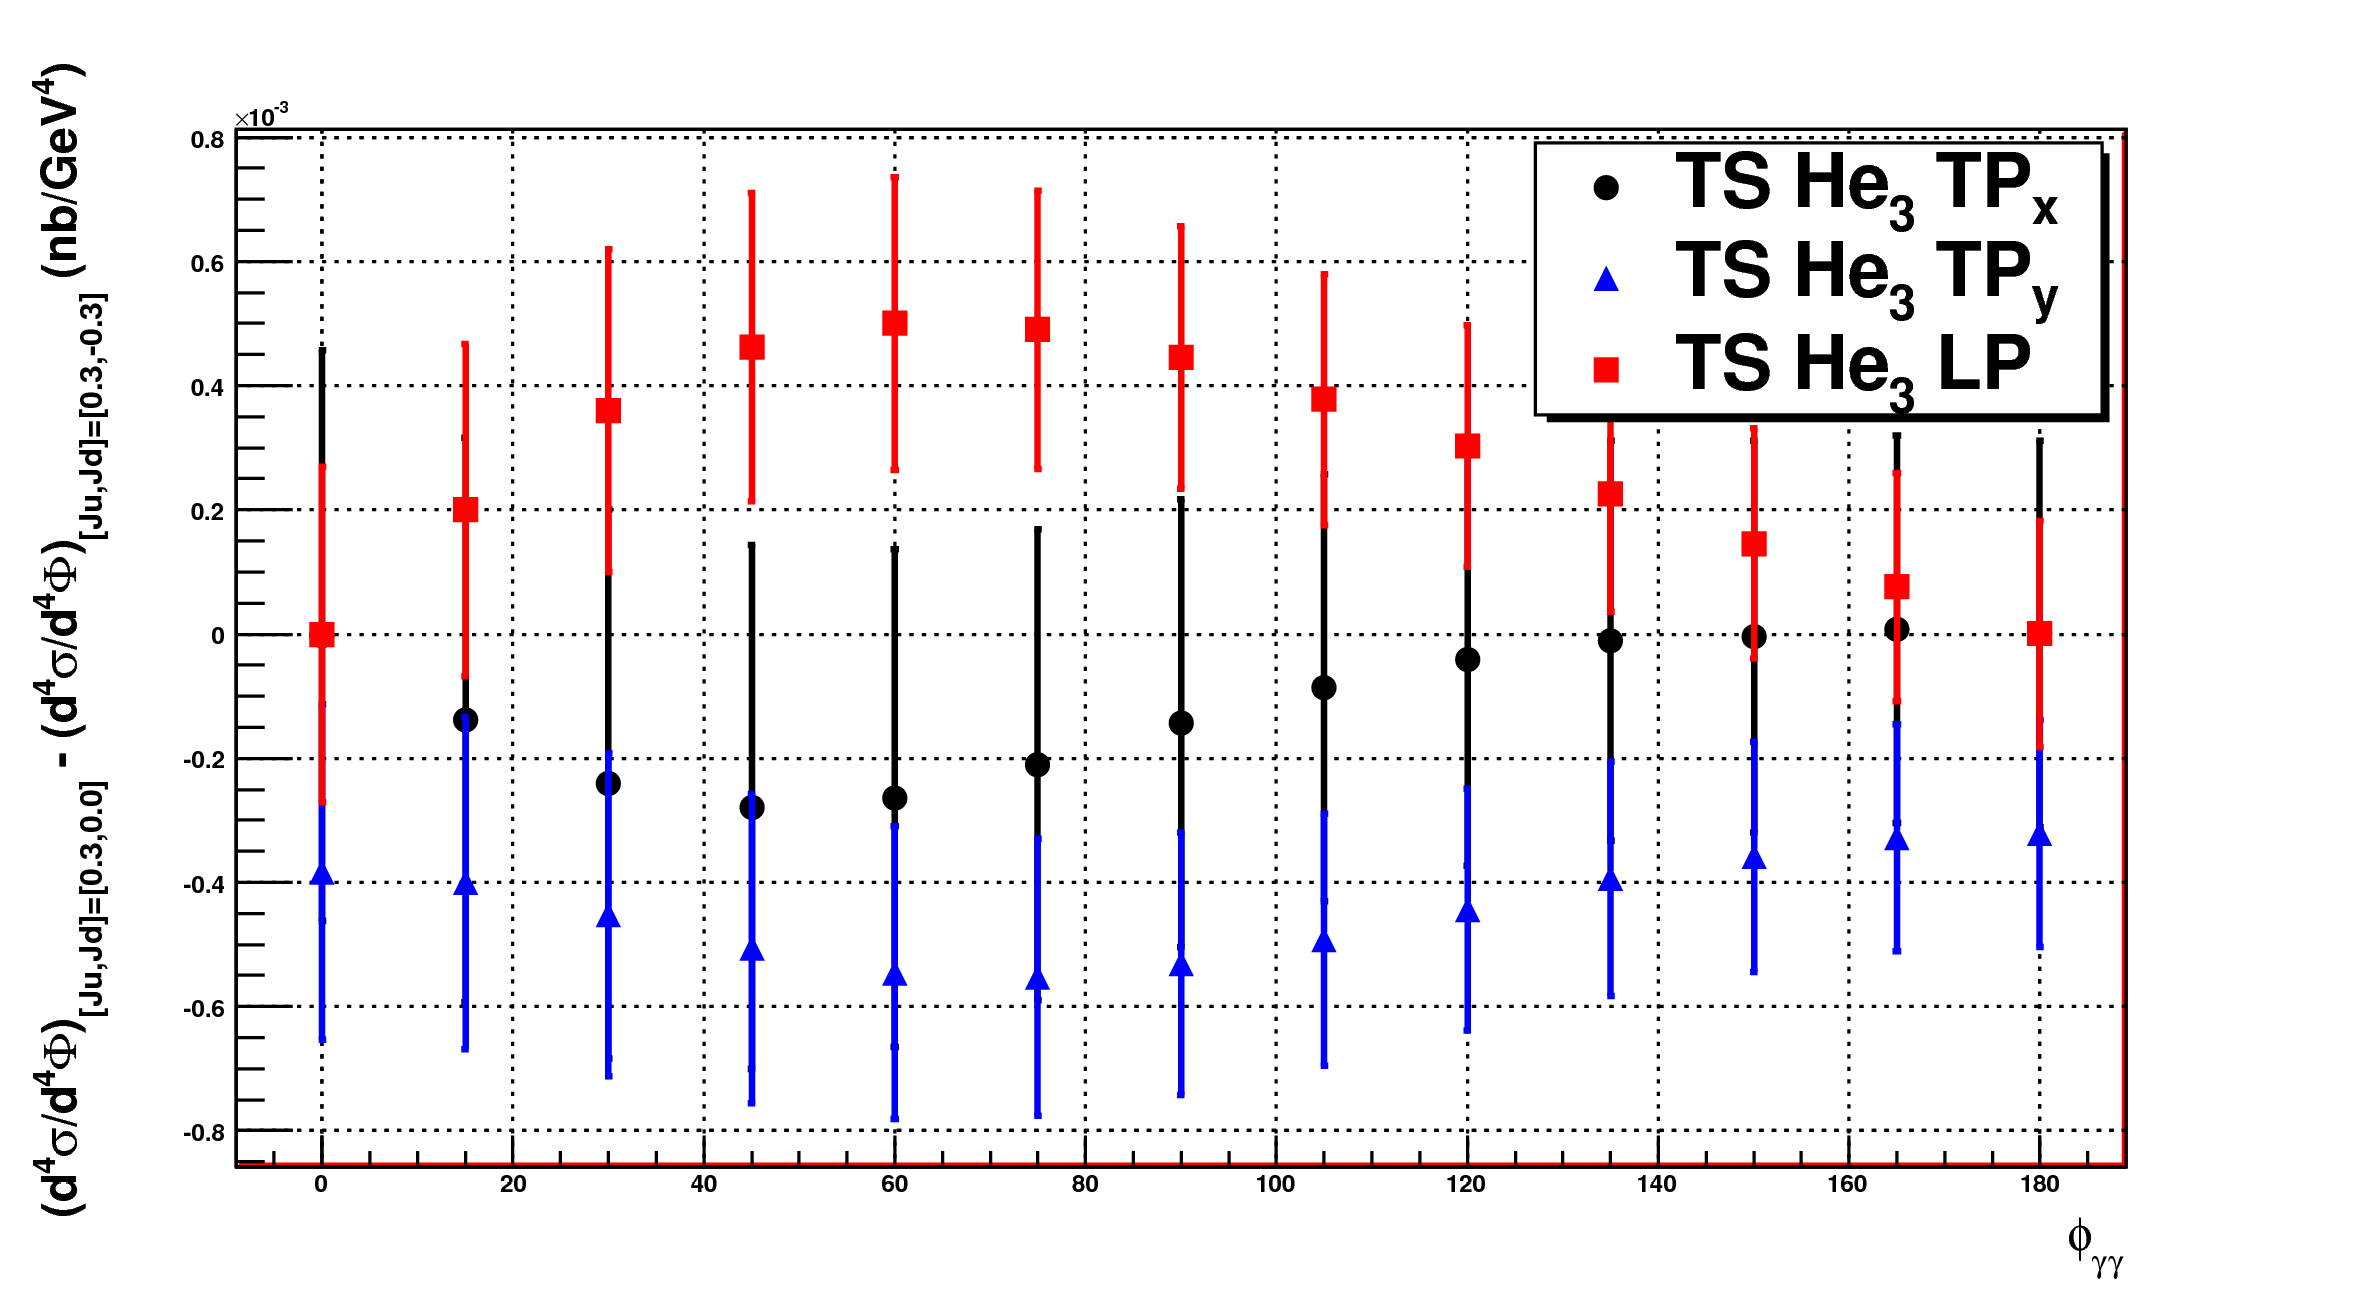 (d⁴σ/d⁴Φ)[Ju,Jd]=[0.3,0.0] - (d⁴σ/d⁴Φ)[Ju,Jd]=[0.3,-0.3] (nb/GeV⁴)
×10⁻³
0.8
0.6
0.4
0.2
0
-0.2
-0.4
-0.6
-0.8
TS He₃ TPₓ
TS He₃ TPy
TS He₃ LP
0 20 40 60 80 100 120 140 160 180
ϕγγ